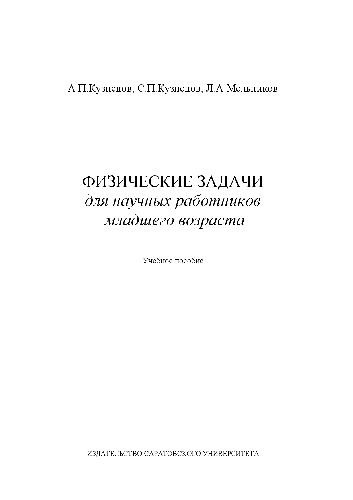 А.П.Кузнецов, С.П.Кузнецов, Л.А.Мельников
ФИЗИЧЕСКИЕ ЗАДАЧИ
для научных работников
младшего возраста
Учебное пособие
ИЗДАТЕЛЬСТВО САРАТОВСКОГО УНИВЕРСИТЕТА